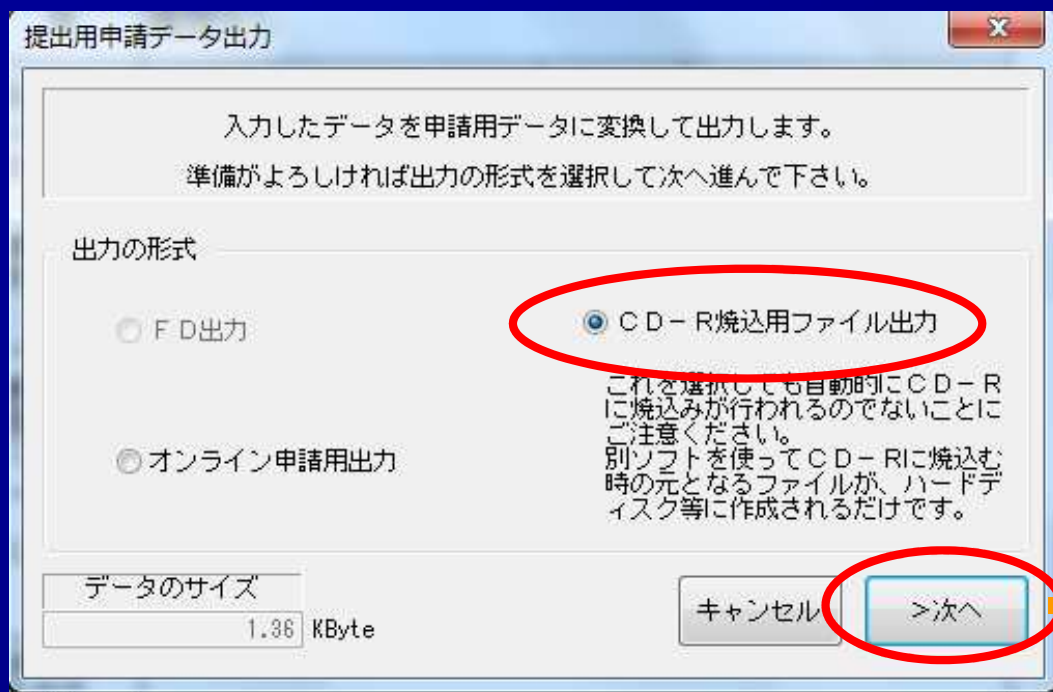 提出用申請データ出力
入力したデータを申請用データに変換して出力します。
準備がよろしければ出力の形式を選択して次へ進んで下さい。
出力の形式
ＦＤ出力
ＣＤ－Ｒ焼込用ファイル出力
これを選択しても自動的にＣＤ－Ｒ
に焼込みが行われるのでないことに
ご注意ください。
別ソフトを使ってＣＤ－Ｒに焼込む
時の元となるファイルが、ハードデ
ィスク等に作成されるだけです。
オンライン申請用出力
データのサイズ
1.36 KByte
キャンセル
>次へ